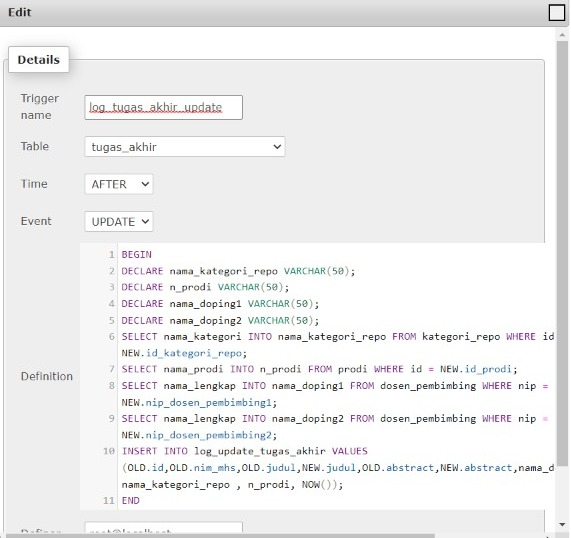 Edit
Details
Trigger
name
log_tugas_akhir_update
Table
tugas_akhir
Time
AFTER
Event
UPDATE
Definition
1 BEGIN
2 DECLARE nama_kategori_repo VARCHAR(50);
3 DECLARE n_prodi VARCHAR(50);
4 DECLARE nama_doping1 VARCHAR(50);
5 DECLARE nama_doping2 VARCHAR(50);
6 SELECT nama_kategori INTO nama_kategori_repo FROM kategori_repo WHERE id
NEW.id_kategori_repo;
7 SELECT nama_prodi INTO n_prodi FROM prodi WHERE id = NEW.id_prodi;
8 SELECT nama_lengkap INTO nama_doping1 FROM dosen_pembimbing WHERE nip =
NEW.nip_dosen_pembimbing1;
9 SELECT nama_lengkap INTO nama_doping2 FROM dosen_pembimbing WHERE nip =
NEW.nip_dosen_pembimbing2;
10 INSERT INTO log_update_tugas_akhir VALUES
(OLD.id,OLD.nim_mhs,OLD.judul,NEW.judul,OLD.abstract,NEW.abstract,nama_d
nama_kategori_repo , n_prodi, NOW());
11 END